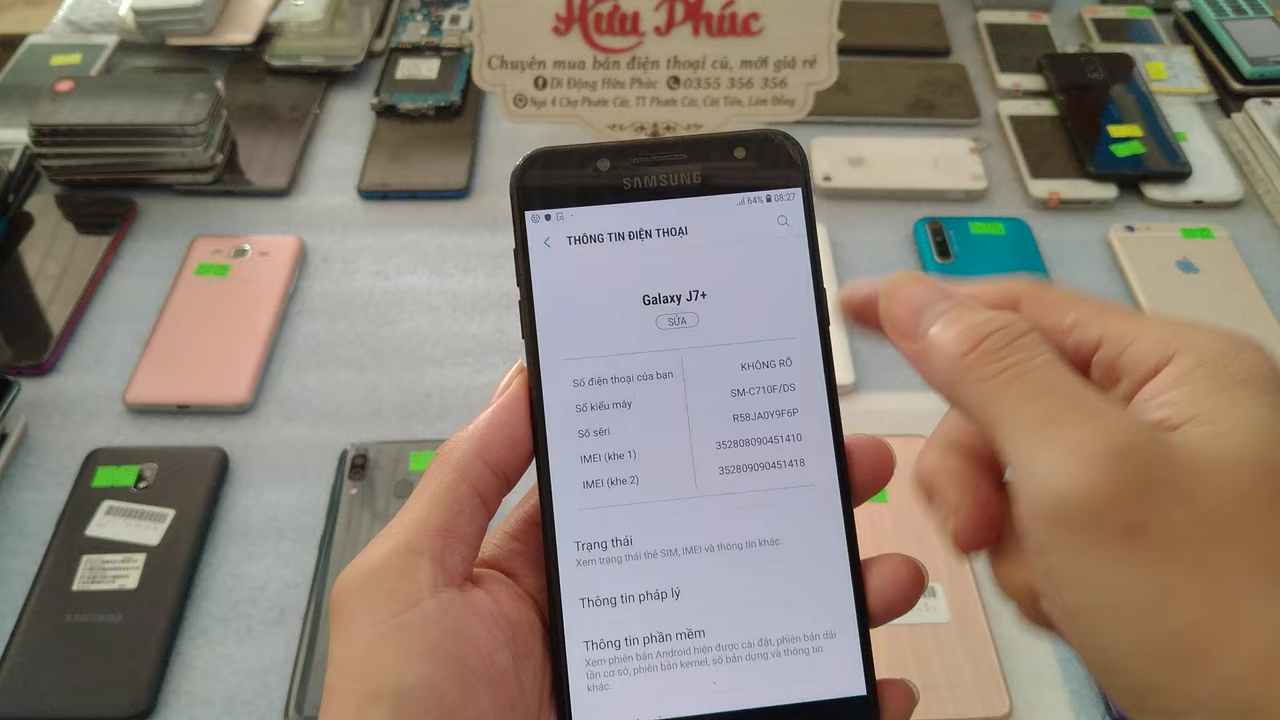 Hữu Phúc
Chuyên mua bán điện thoại cũ, mới giá rẻ
Di Động Hữu Phúc 0355 356 356
Ngã 4 Chợ Phước Cát, TT Phước Cát, Cát Tiên, Lâm Đồng
SAMSUNG
64% 08:27
THÔNG TIN ĐIỆN THOẠI
Galaxy J7+
SỬA
Số điện thoại của bạn KHÔNG RÕ
Số kiểu máy SM-C710F/DS
Số sêri R58JA0Y9F6P
IMEI (khe 1) 352808090451410
IMEI (khe 2) 352809090451418
Trạng thái
Xem trạng thái thẻ SIM, IMEI và thông tin khác.
Thông tin pháp lý
Thông tin phần mềm
Xem phiên bản Android hiện được cài đặt, phiên bản dải
tần cơ sở, phiên bản kernel, số bản dựng và thông tin
khác.
SAMSUNG